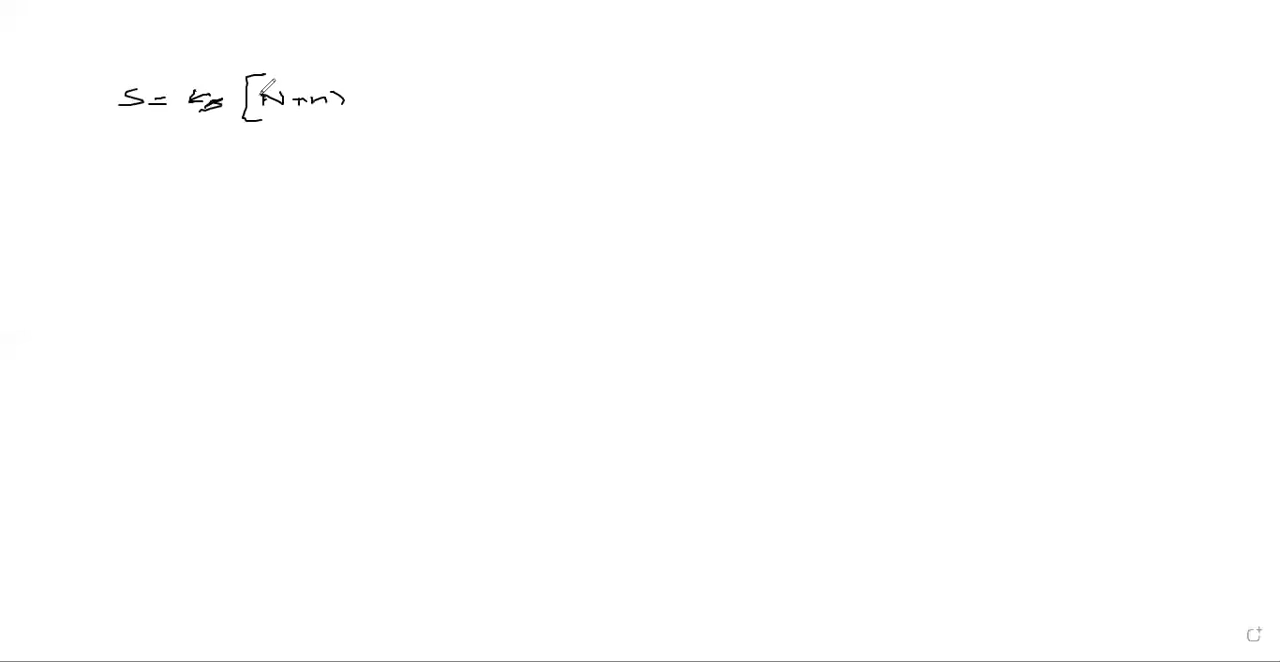 S = k_B [N+n)